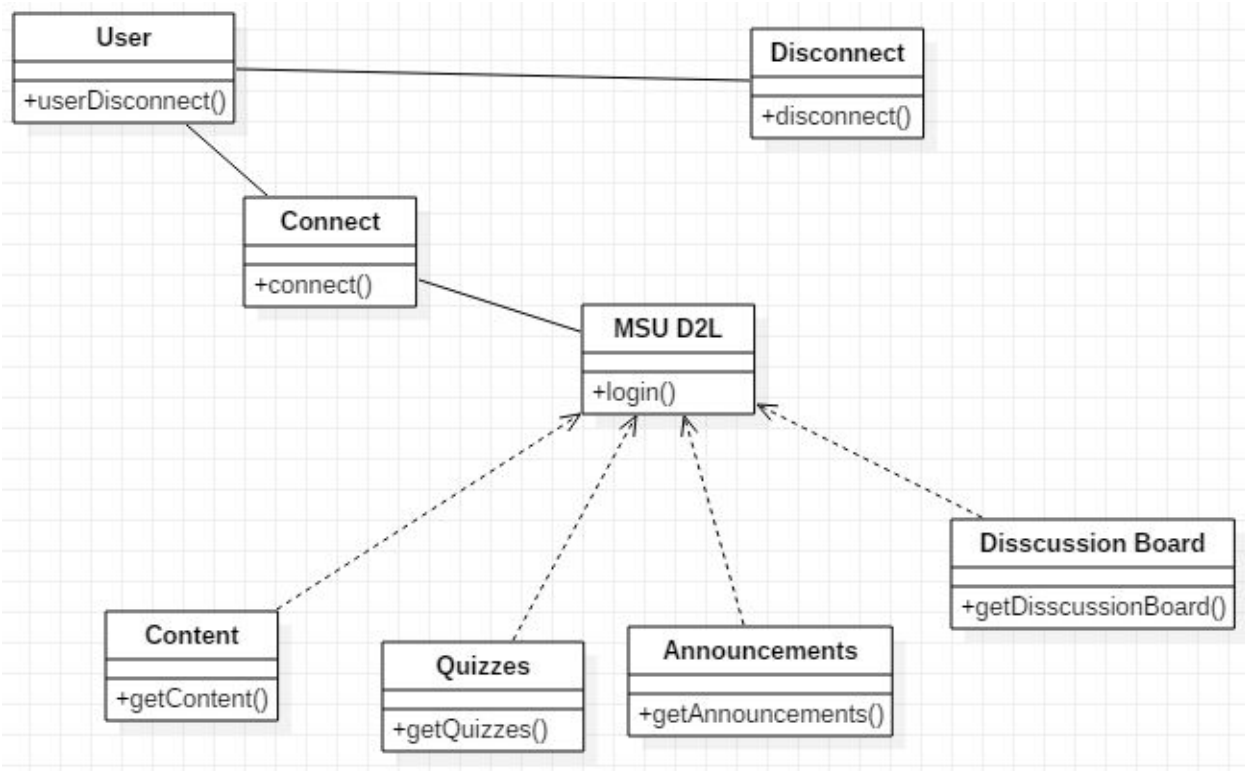 User
+userDisconnect()
Disconnect
+disconnect()
Connect
+connect()
MSU D2L
+login()
Disscussion Board
+getDisscussionBoard()
Content
+getContent()
Quizzes
+getQuizzes()
Announcements
+getAnnouncements()